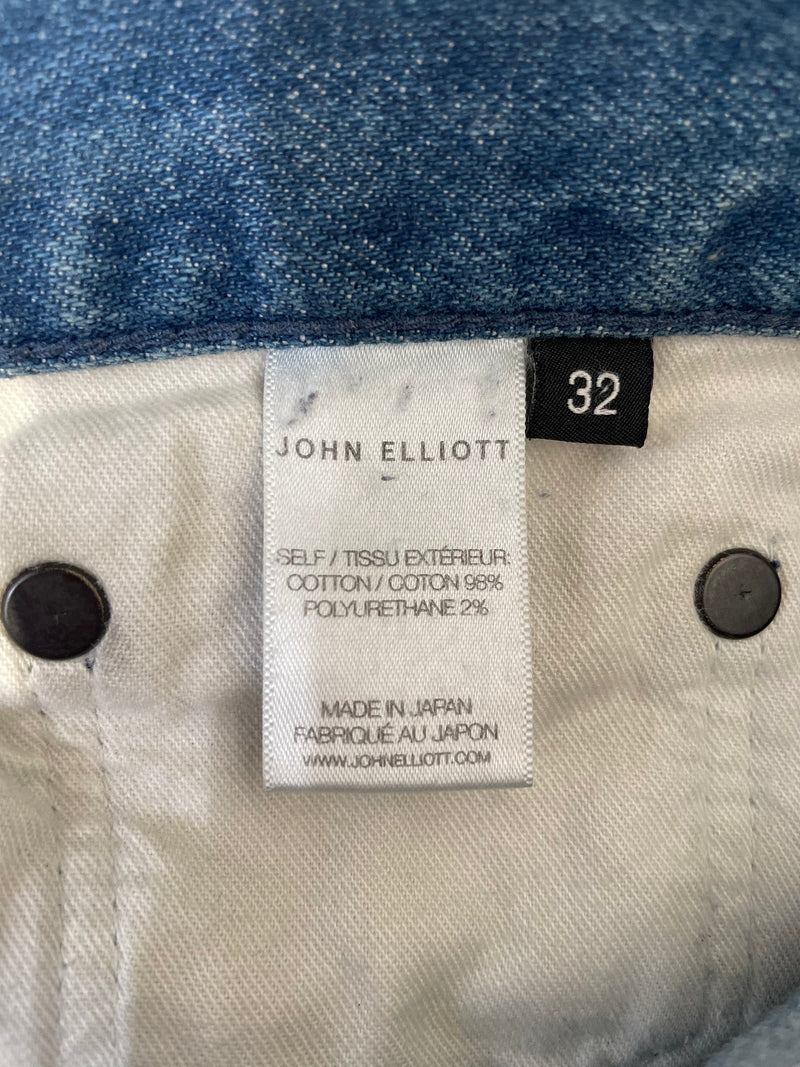 JOHN ELLIOTT
32
SELF / TISSU EXTÉRIEUR:
COTTON / COTON 98%
POLYURETHANE 2%
MADE IN JAPAN
FABRIQUÉ AU JAPON
WWW.JOHNELLIOTT.COM